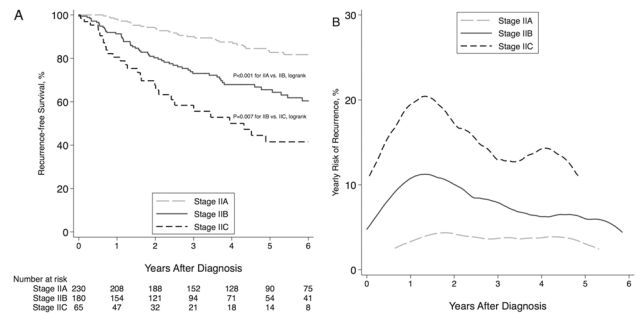 A
Recurrence-free Survival, %
100
80
60
40
20
0
P<0.001 for IIA vs. IIB, logrank
P=0.007 for IIB vs. IIC, logrank
Stage IIA
Stage IIB
Stage IIC
0 1 2 3 4 5 6
Years After Diagnosis
Number at risk
Stage IIA 230 208 188 152 128 90 75
Stage IIB 180 154 121 94 71 54 41
Stage IIC 65 47 32 21 18 14 8
B
Yearly Risk of Recurrence, %
30
20
10
0
Stage IIA
Stage IIB
Stage IIC
0 1 2 3 4 5 6
Years After Diagnosis